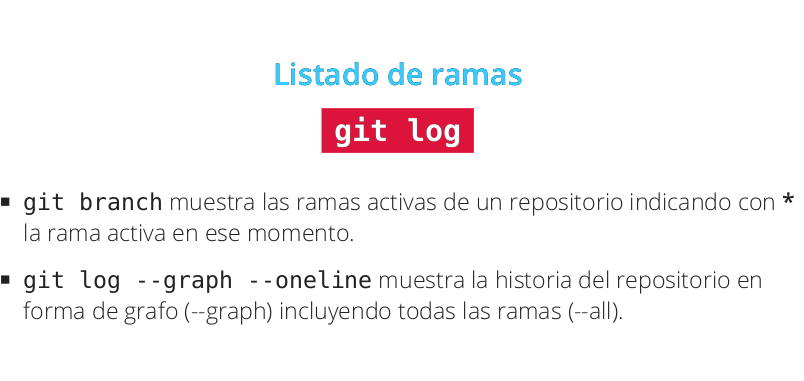 Listado de ramas
git log
▪ git branch muestra las ramas activas de un repositorio indicando con *
la rama activa en ese momento.
▪ git log --graph --oneline muestra la historia del repositorio en
forma de grafo (--graph) incluyendo todas las ramas (--all).